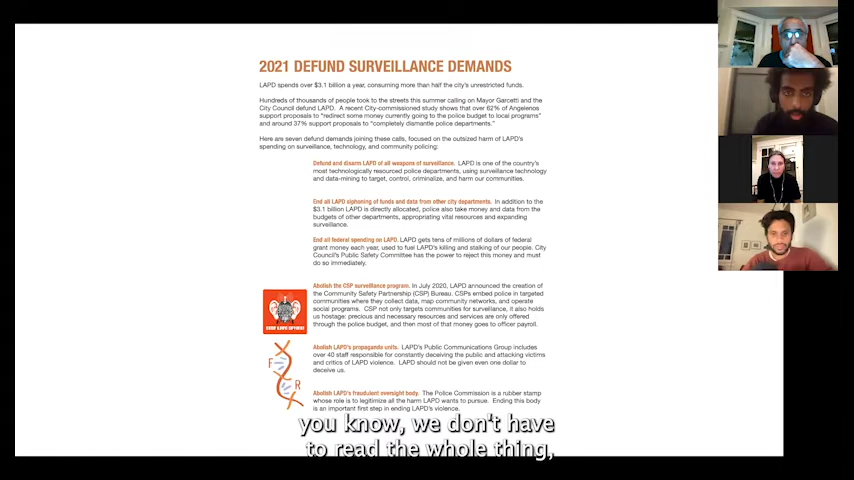 2021 DEFUND SURVEILLANCE DEMANDS
LAPD spends over $3.1 billion a year, consuming more than half the city's unrestricted funds.
Hundreds of thousands of people took to the streets this summer calling on Mayor Garcetti and the
City Council defund LAPD. A recent City-commissioned study shows that over 62% of Angelenos
support proposals to "redirect some money currently going to the police budget to local programs"
and around 37% support proposals to "completely dismantle police departments."
Here are seven defund demands joining these calls, focused on the outsized harm of LAPD's
spending on surveillance, technology, and community policing:
Defund and disarm LAPD of all weapons of surveillance. LAPD is one of the country's
most technologically resourced police departments, using surveillance technology
and data-mining to target, control, criminalize, and harm our communities.
End all LAPD siphoning of funds and data from other city departments. In addition to the
$3.1 billion LAPD is directly allocated, police also take money and data from the
budgets of other departments, appropriating vital resources and expanding
surveillance.
End all federal spending on LAPD. LAPD gets tens of millions of dollars of federal
grant money each year, used to fuel LAPD's killing and stalking of our people. City
Council's Public Safety Committee has the power to reject this money and must
do so immediately.
Abolish the CSP surveillance program. In July 2020, LAPD announced the creation of
the Community Safety Partnership (CSP) Bureau. CSPs embed police in targeted
communities where they collect data, map community networks, and operate
social programs. CSP not only targets communities for surveillance, it also holds
us hostage: precious and necessary resources and services are only offered
through the police budget, and then most of that money goes to officer payroll.
Abolish LAPD's propaganda units. LAPD's Public Communications Group includes
over 40 staff responsible for constantly deceiving the public and attacking victims
and critics of LAPD violence. LAPD should not be given even one dollar to
deceive us.
F
R
Abolish LAPD's fraudulent oversight body. The Police Commission is a rubber stamp
whose role is to legitimize all the harm LAPD wants to pursue. Ending this body
is an important first step in ending LAPD's violence.
you know, we don't have
to read the whole thing,